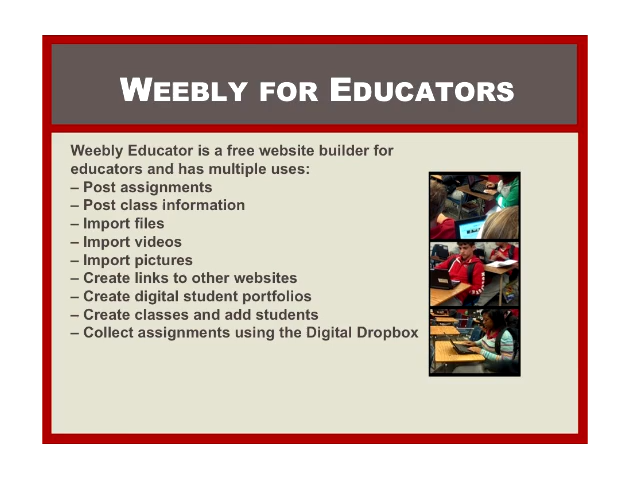 WEEBLY FOR EDUCATORS
Weebly Educator is a free website builder for
educators and has multiple uses:
– Post assignments
– Post class information
– Import files
– Import videos
– Import pictures
– Create links to other websites
– Create digital student portfolios
– Create classes and add students
– Collect assignments using the Digital Dropbox